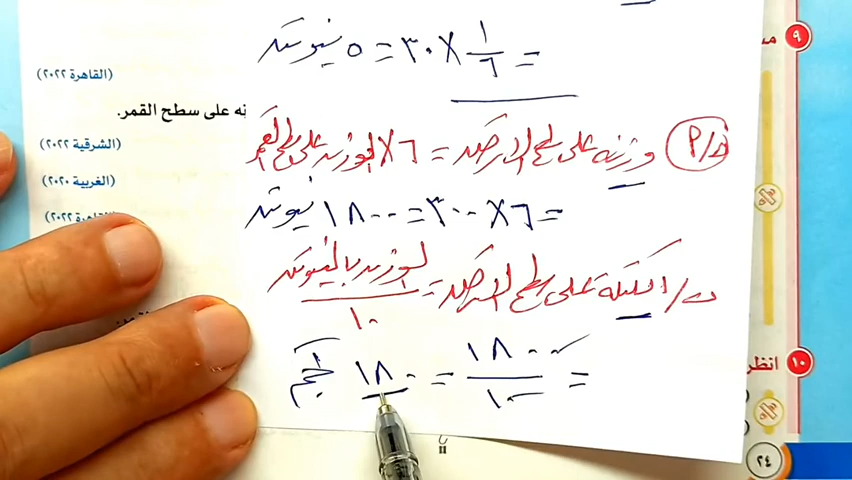 ٩
= ١/٦ × ٣٠ = ٥ نيوتن
(القاهرة ٢٠٢٢)
نه على سطح القمر.
(الشرقية ٢٠٢٢)
وزنه على سطح الأرض = ٦ × الوزن على سطح القمر
(الغربية ٢٠٢٠)
= ٦ × ٣٠٠ = ١٨٠٠ نيوتن
(القاهرة ٢٠٢٢)
ب/ الكتلة على سطح الأرض = الوزن بالنيوتن / ١٠
= ١٨٠٠ / ١٠ = ١٨٠ كجم
١٠ انظر
٢٤